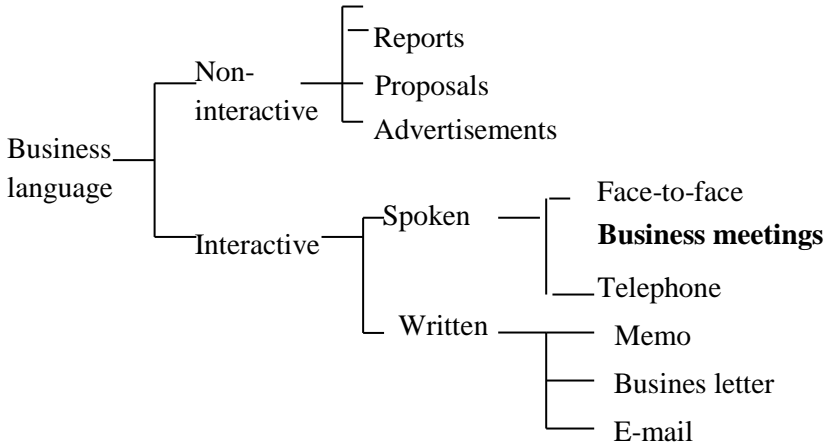 Business
language
Non-
interactive
Reports
Proposals
Advertisements
Interactive
Spoken
Face-to-face
Business meetings
Telephone
Written
Memo
Busines letter
E-mail